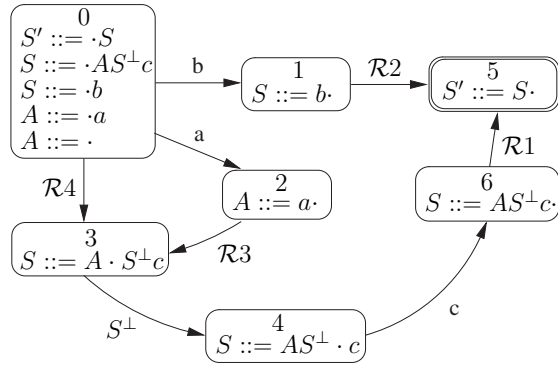 0
S' ::= ·S
S ::= ·AS⊥c
S ::= ·b
A ::= ·a
A ::= ·
b
1
S ::= b·
R2
5
S' ::= S·
a
R4
2
A ::= a·
R3
R1
6
S ::= AS⊥c·
3
S ::= A · S⊥c
S⊥
4
S ::= AS⊥ · c
c